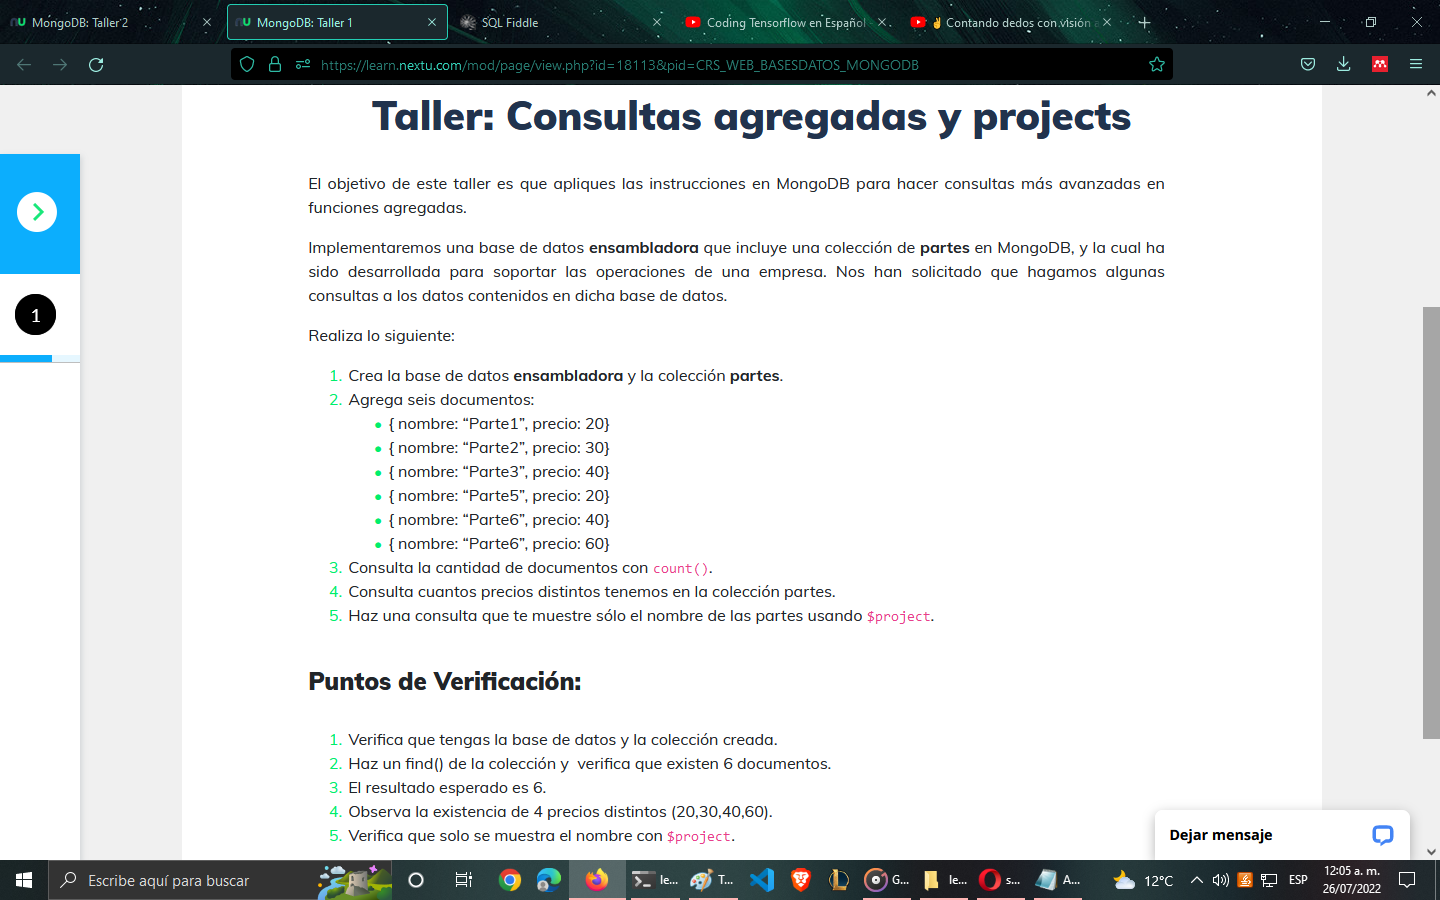 MongoDB: Taller 2
MongoDB: Taller 1
SQL Fiddle
Coding Tensorflow en Español
Contando dedos con visión
https://learn.nextu.com/mod/page/view.php?id=18113&pid=CRS_WEB_BASESDATOS_MONGODB
Taller: Consultas agregadas y projects
El objetivo de este taller es que apliques las instrucciones en MongoDB para hacer consultas más avanzadas en
funciones agregadas.
Implementaremos una base de datos ensambladora que incluye una colección de partes en MongoDB, y la cual ha
sido desarrollada para soportar las operaciones de una empresa. Nos han solicitado que hagamos algunas
consultas a los datos contenidos en dicha base de datos.
Realiza lo siguiente:
1
1. Crea la base de datos ensambladora y la colección partes.
2. Agrega seis documentos:
• { nombre: “Parte1”, precio: 20}
• { nombre: “Parte2”, precio: 30}
• { nombre: “Parte3”, precio: 40}
• { nombre: “Parte5”, precio: 20}
• { nombre: “Parte6”, precio: 40}
• { nombre: “Parte6”, precio: 60}
3. Consulta la cantidad de documentos con count().
4. Consulta cuantos precios distintos tenemos en la colección partes.
5. Haz una consulta que te muestre sólo el nombre de las partes usando $project.
Puntos de Verificación:
1. Verifica que tengas la base de datos y la colección creada.
2. Haz un find() de la colección y verifica que existen 6 documentos.
3. El resultado esperado es 6.
4. Observa la existencia de 4 precios distintos (20,30,40,60).
5. Verifica que solo se muestra el nombre con $project.
Dejar mensaje
Escribe aquí para buscar
le...
T...
G...
le...
s...
A...
12°C
ESP
12:05 a. m.
26/07/2022